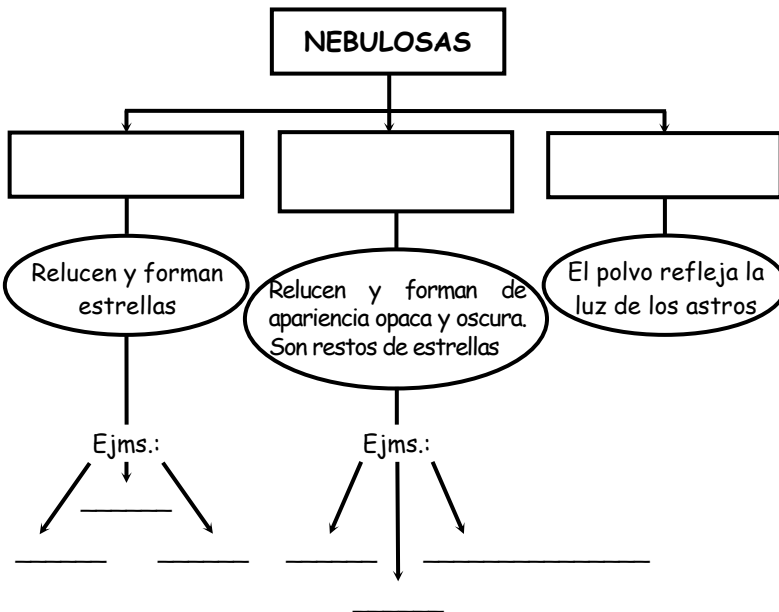 NEBULOSAS
Relucen y forman
estrellas
Relucen y forman de
apariencia opaca y oscura.
Son restos de estrellas
El polvo refleja la
luz de los astros
Ejms.:
Ejms.: